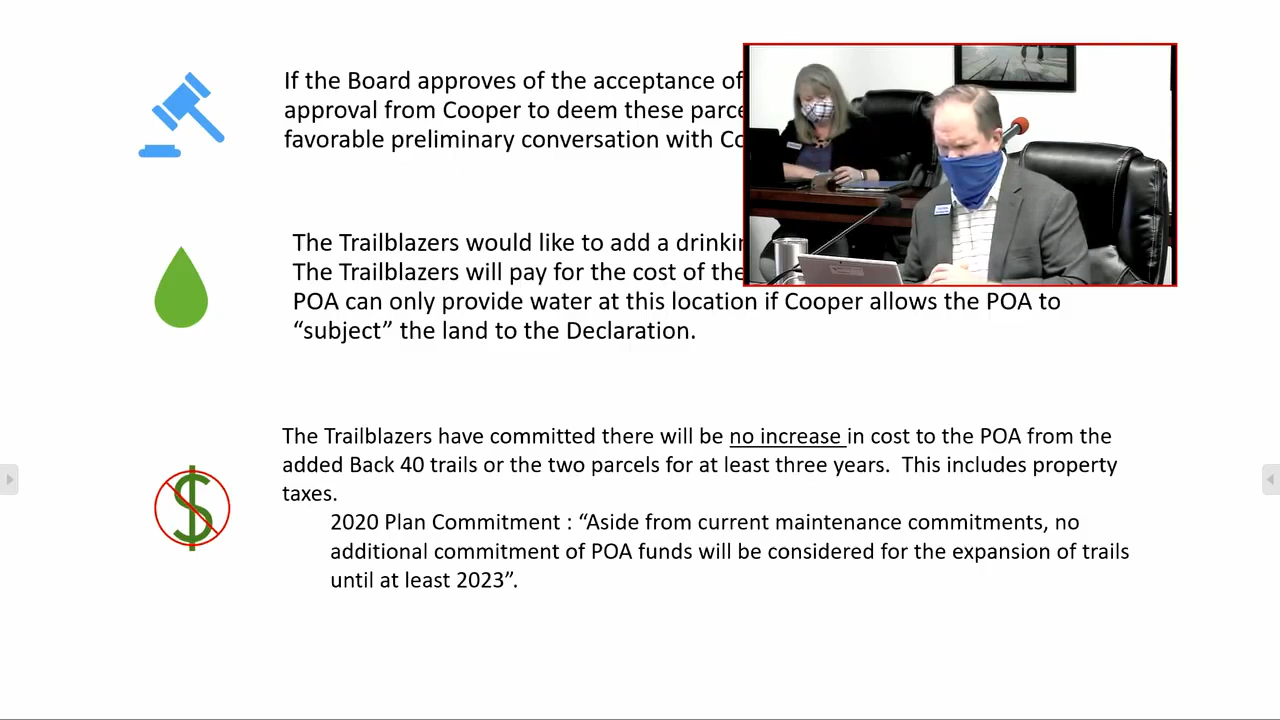 If the Board approves of the acceptance of
approval from Cooper to deem these parce
favorable preliminary conversation with Co
The Trailblazers would like to add a drinkin
The Trailblazers will pay for the cost of the
POA can only provide water at this location if Cooper allows the POA to
“subject” the land to the Declaration.
The Trailblazers have committed there will be no increase in cost to the POA from the
added Back 40 trails or the two parcels for at least three years. This includes property
taxes.
2020 Plan Commitment : “Aside from current maintenance commitments, no
additional commitment of POA funds will be considered for the expansion of trails
until at least 2023”.